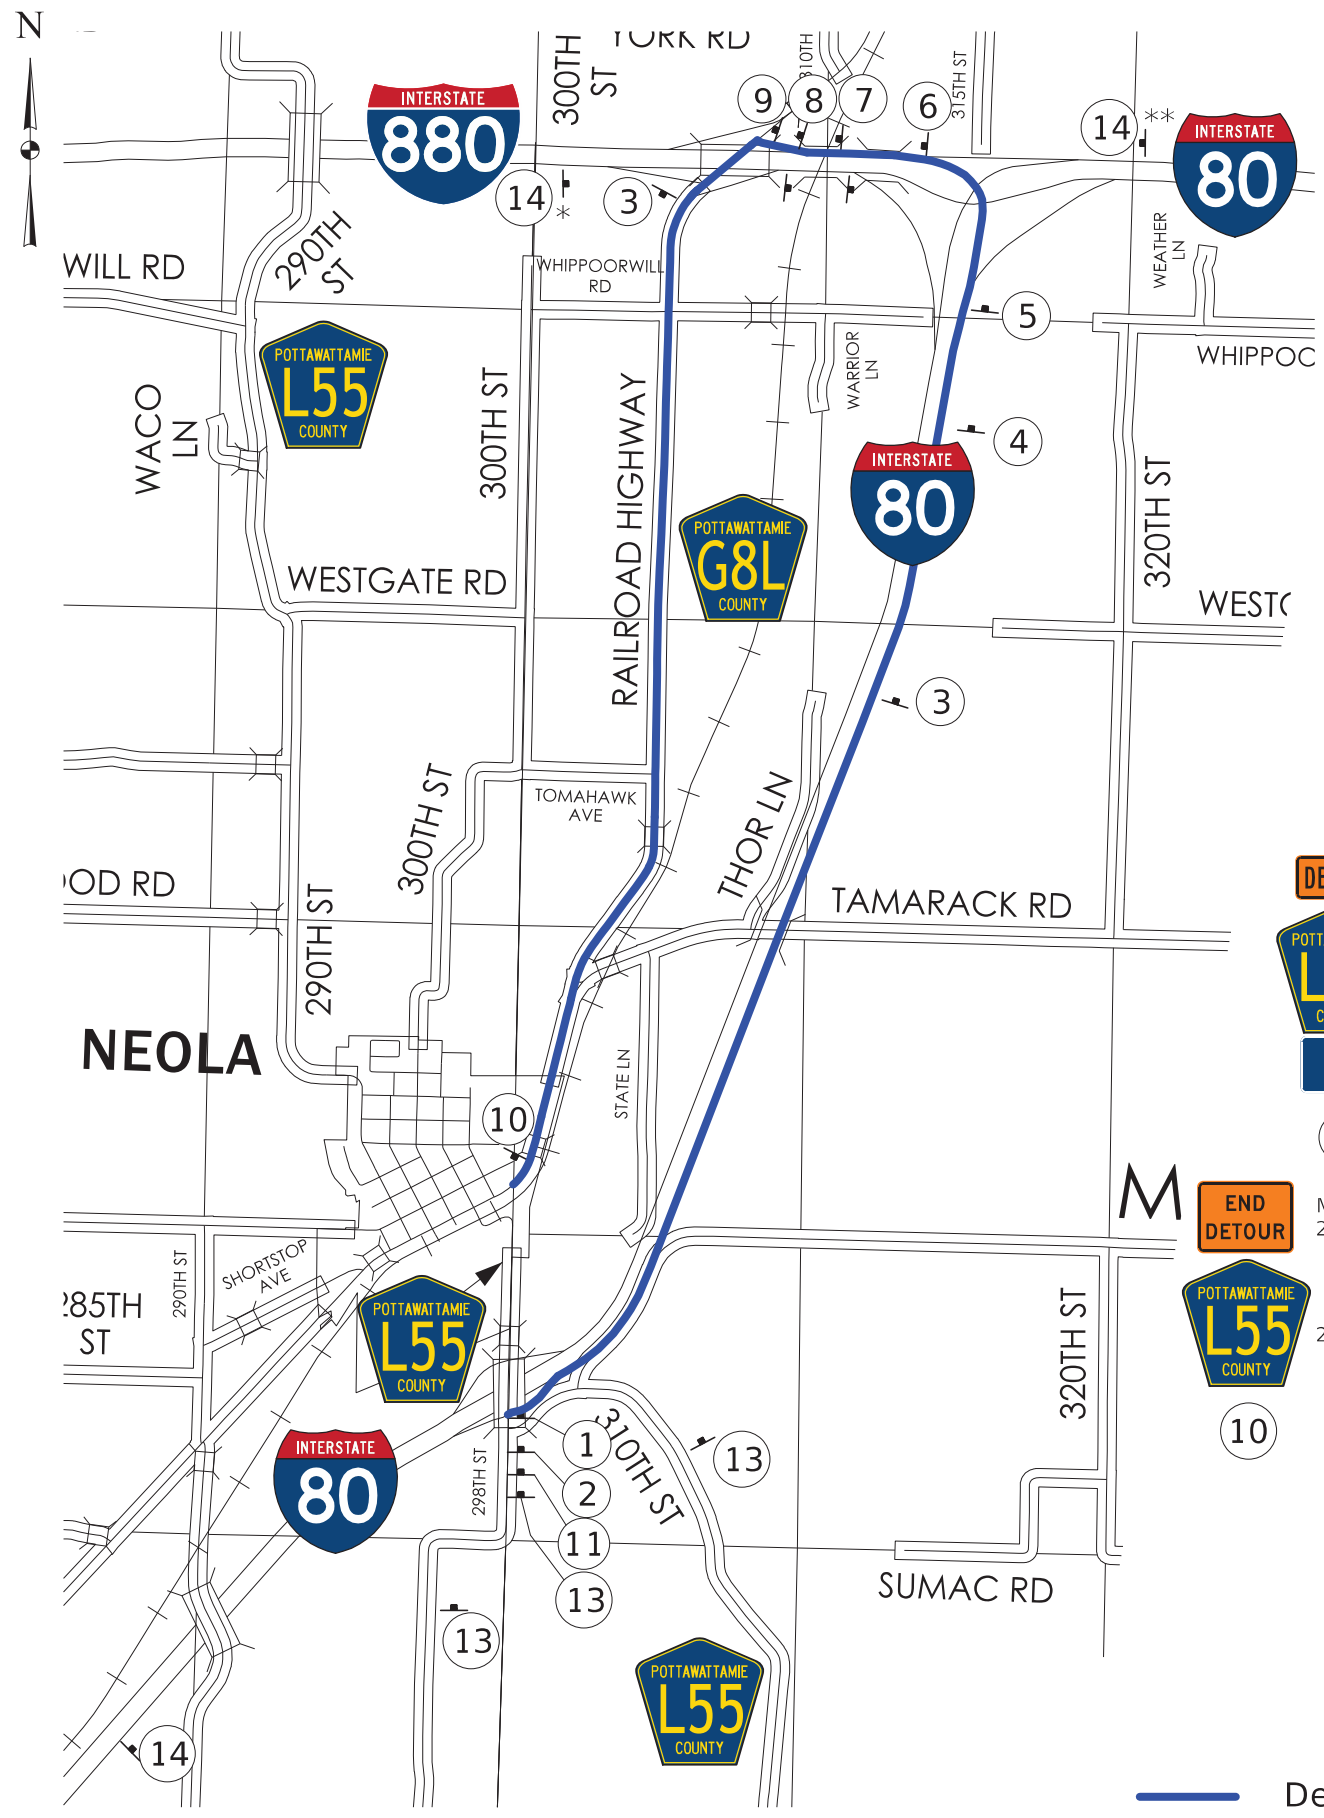 N
YORK RD
300TH
ST
310TH
315TH ST
INTERSTATE
880
9
8
7
6
14
**
INTERSTATE
80
14
*
3
290TH
ST
WILL RD
WHIPPOORWILL
RD
WEATHER
LN
5
POTTAWATTAMIE
L55
COUNTY
WARRIOR
LN
WHIPPOO
WACO
LN
300TH ST
RAILROAD HIGHWAY
4
INTERSTATE
80
320TH ST
POTTAWATTAMIE
G8L
COUNTY
WESTGATE RD
3
300TH ST
TOMAHAWK
AVE
THOR LN
OOD RD
290TH ST
TAMARACK RD
DE
POTTA
L
C
NEOLA
STATE LN
10
M
END
DETOUR
POTTAWATTAMIE
L55
COUNTY
10
290TH ST
SHORTSTOP
AVE
285TH
ST
POTTAWATTAMIE
L55
COUNTY
320TH ST
INTERSTATE
80
298TH ST
310TH ST
1
2
11
13
13
13
SUMAC RD
POTTAWATTAMIE
L55
COUNTY
14
De